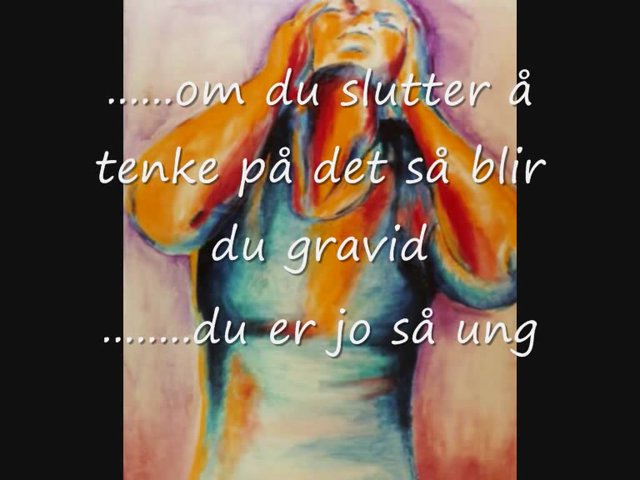 ......om du slutter å
tenke på det så blir
du gravid
........du er jo så ung